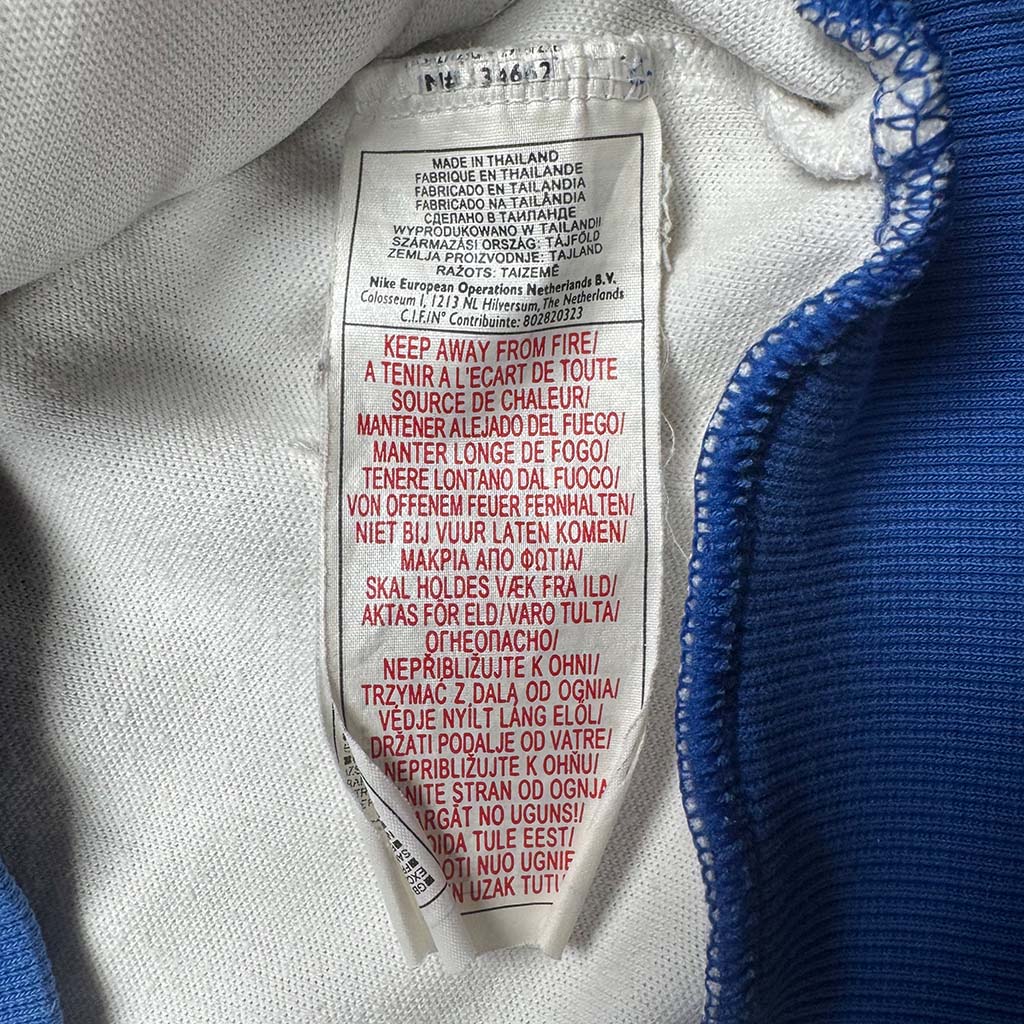 34662
MADE IN THAILAND
FABRIQUE EN THAILANDE
FABRICADO EN TAILANDIA
FABRICADO NA TAILÂNDIA
СДЕЛАНО В ТАИЛАНДЕ
WYPRODUKOWANO W TAILANDII
SZÁRMAZÁSI ORSZÁG: TÁJFÖLD
ZEMLJA PROIZVODNJE: TAJLAND
RAŽOTS: TAIZEMĒ
Nike European Operations Netherlands B.V.
Colosseum 1, 1213 NL Hilversum, The Netherlands
C.I.F./N° Contribuinte: 802820323
KEEP AWAY FROM FIRE/
A TENIR A L'ECART DE TOUTE
SOURCE DE CHALEUR/
MANTENER ALEJADO DEL FUEGO/
MANTER LONGE DE FOGO/
TENERE LONTANO DAL FUOCO/
VON OFFENEM FEUER FERNHALTEN/
NIET BIJ VUUR LATEN KOMEN/
ΜΑΚΡΙΑ ΑΠΟ ΦΩΤΙΑ/
SKAL HOLDES VÆK FRA ILD/
AKTAS FÖR ELD/VARO TULTA/
ОГНЕОПАСНО/
NEPŘIBLIŽUJTE K OHNI/
TRZYMAĆ Z DALA OD OGNIA/
VÉDJE NYÍLT LÁNG ELŐL/
DRŽATI PODALJE OD VATRE/
NEPRIBLIŽUJTE K OHŇU/
STRAN OD OGNJA
NO UGUNS!/
TULE EEST/
NUO UGNIE
UZAK